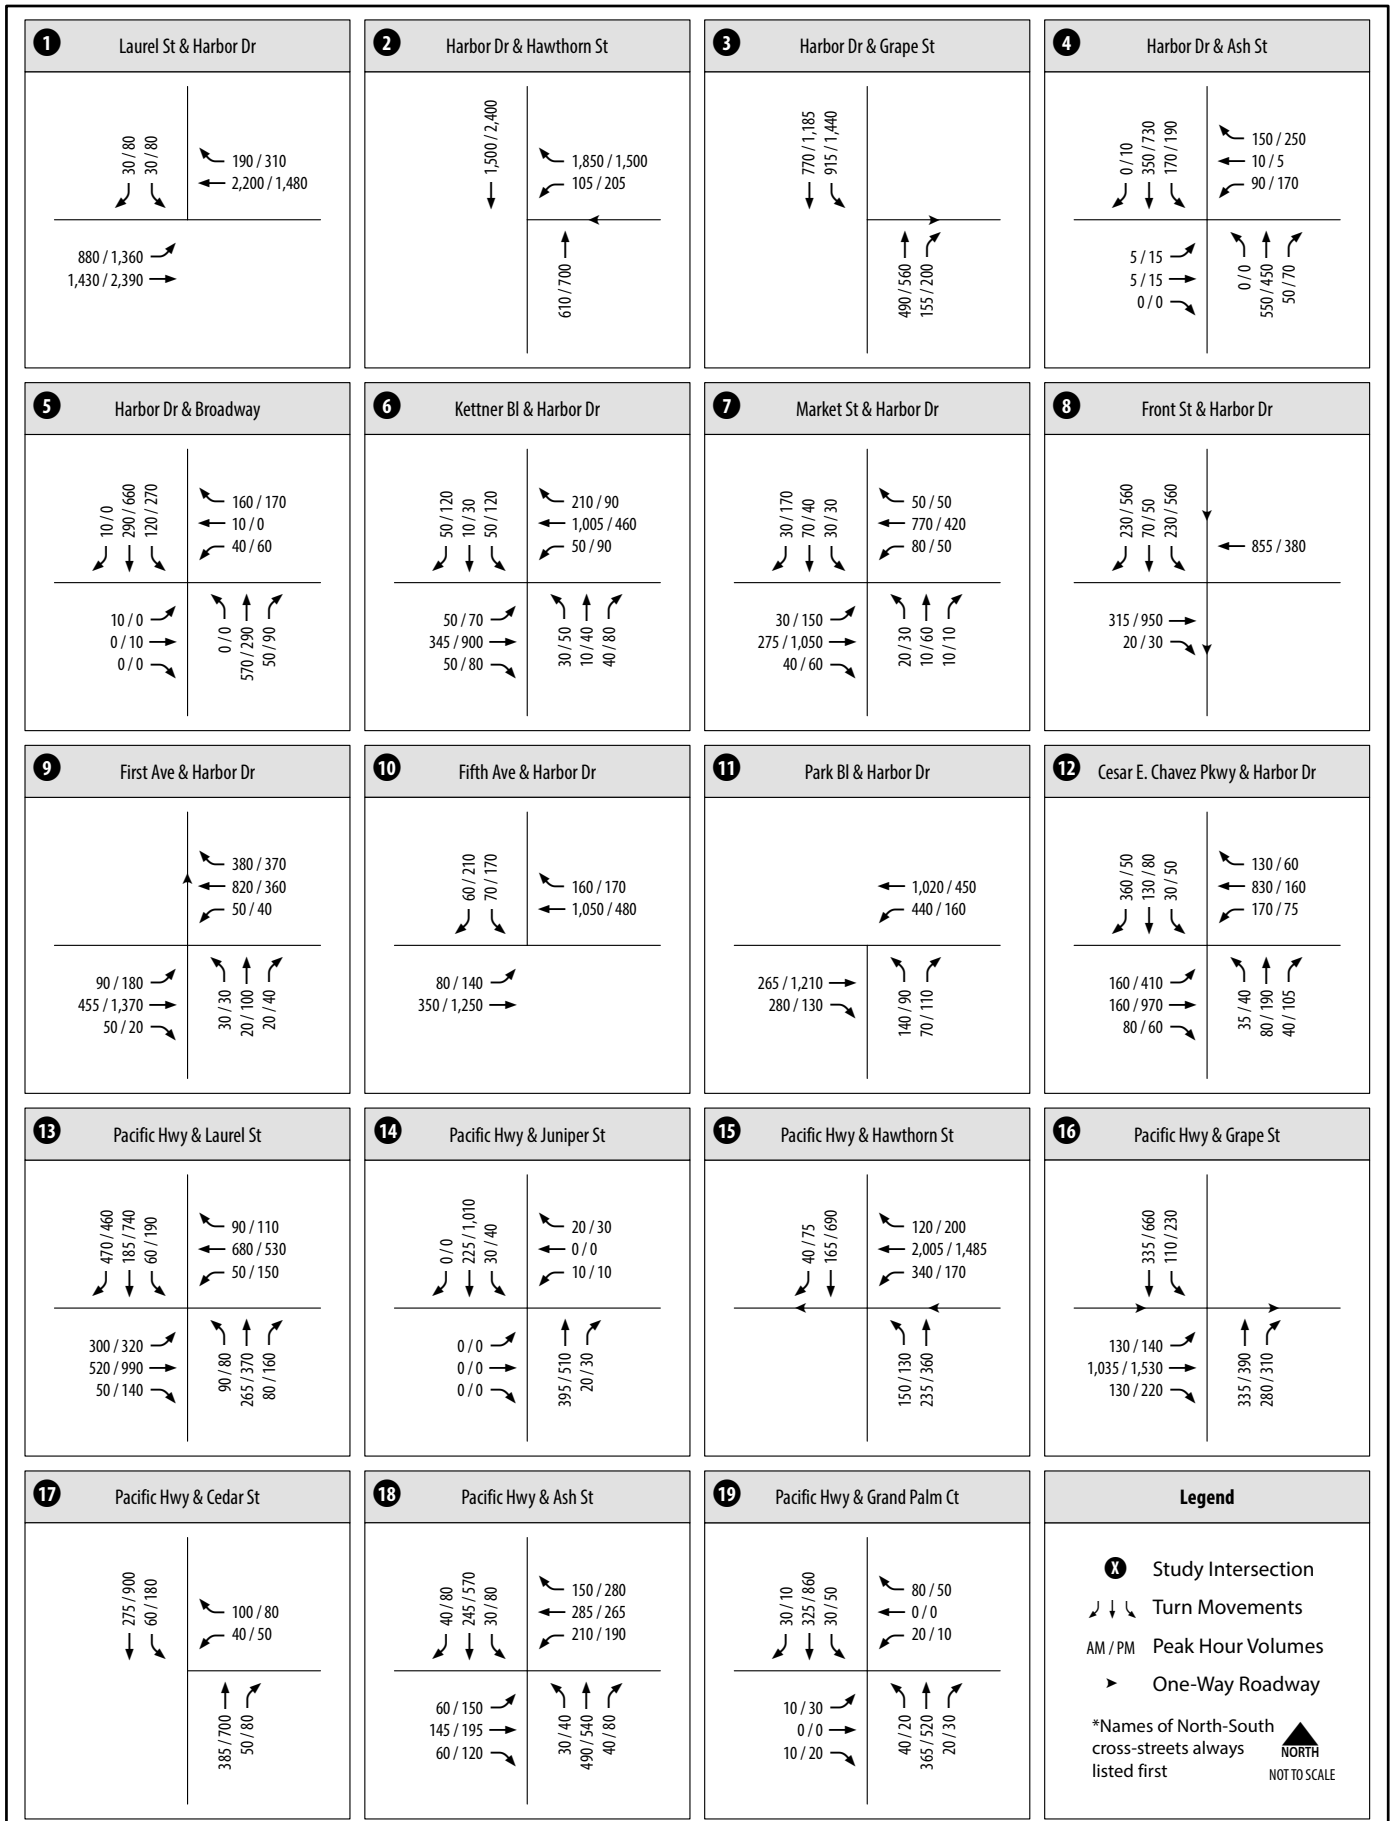 1 Laurel St & Harbor Dr
30 / 80
30 / 80
190 / 310
2,200 / 1,480
880 / 1,360
1,430 / 2,390
2 Harbor Dr & Hawthorn St
1,500 / 2,400
1,850 / 1,500
105 / 205
610 / 700
3 Harbor Dr & Grape St
770 / 1,185
915 / 1,440
490 / 560
155 / 200
4 Harbor Dr & Ash St
0 / 10
350 / 730
170 / 190
150 / 250
10 / 5
90 / 170
5 / 15
5 / 15
0 / 0
0 / 0
550 / 450
50 / 70
5 Harbor Dr & Broadway
10 / 0
290 / 660
120 / 270
160 / 170
10 / 0
40 / 60
10 / 0
0 / 10
0 / 0
0 / 0
570 / 290
50 / 90
6 Kettner Bl & Harbor Dr
50 / 120
10 / 30
50 / 120
210 / 90
1,005 / 460
50 / 90
50 / 70
345 / 900
50 / 80
30 / 50
10 / 40
40 / 80
7 Market St & Harbor Dr
30 / 170
70 / 40
30 / 30
50 / 50
770 / 420
80 / 50
30 / 150
275 / 1,050
40 / 60
20 / 30
10 / 60
10 / 10
8 Front St & Harbor Dr
230 / 560
70 / 50
230 / 560
855 / 380
315 / 950
20 / 30
9 First Ave & Harbor Dr
380 / 370
820 / 360
50 / 40
90 / 180
455 / 1,370
50 / 20
30 / 30
20 / 100
20 / 40
10 Fifth Ave & Harbor Dr
60 / 210
70 / 170
160 / 170
1,050 / 480
80 / 140
350 / 1,250
11 Park Bl & Harbor Dr
1,020 / 450
440 / 160
265 / 1,210
280 / 130
140 / 90
70 / 110
12 Cesar E. Chavez Pkwy & Harbor Dr
360 / 50
130 / 80
30 / 50
130 / 60
830 / 160
170 / 75
160 / 410
160 / 970
80 / 60
35 / 40
80 / 190
40 / 105
13 Pacific Hwy & Laurel St
470 / 460
185 / 740
60 / 190
90 / 110
680 / 530
50 / 150
300 / 320
520 / 990
50 / 140
90 / 80
265 / 370
80 / 160
14 Pacific Hwy & Juniper St
0 / 0
225 / 1,010
30 / 40
20 / 30
0 / 0
10 / 10
0 / 0
0 / 0
0 / 0
395 / 510
20 / 30
15 Pacific Hwy & Hawthorn St
40 / 75
165 / 690
120 / 200
2,005 / 1,485
340 / 170
150 / 130
235 / 360
16 Pacific Hwy & Grape St
335 / 660
110 / 230
130 / 140
1,035 / 1,530
130 / 220
335 / 390
280 / 310
17 Pacific Hwy & Cedar St
275 / 900
60 / 180
100 / 80
40 / 50
385 / 700
50 / 80
18 Pacific Hwy & Ash St
40 / 80
245 / 570
30 / 80
150 / 280
285 / 265
210 / 190
60 / 150
145 / 195
60 / 120
30 / 40
490 / 540
40 / 80
19 Pacific Hwy & Grand Palm Ct
30 / 10
325 / 860
30 / 50
80 / 50
0 / 0
20 / 10
10 / 30
0 / 0
10 / 20
40 / 20
365 / 520
20 / 30
Legend
X Study Intersection
Turn Movements
AM / PM Peak Hour Volumes
One-Way Roadway
*Names of North-South
cross-streets always
listed first
NORTH
NOT TO SCALE